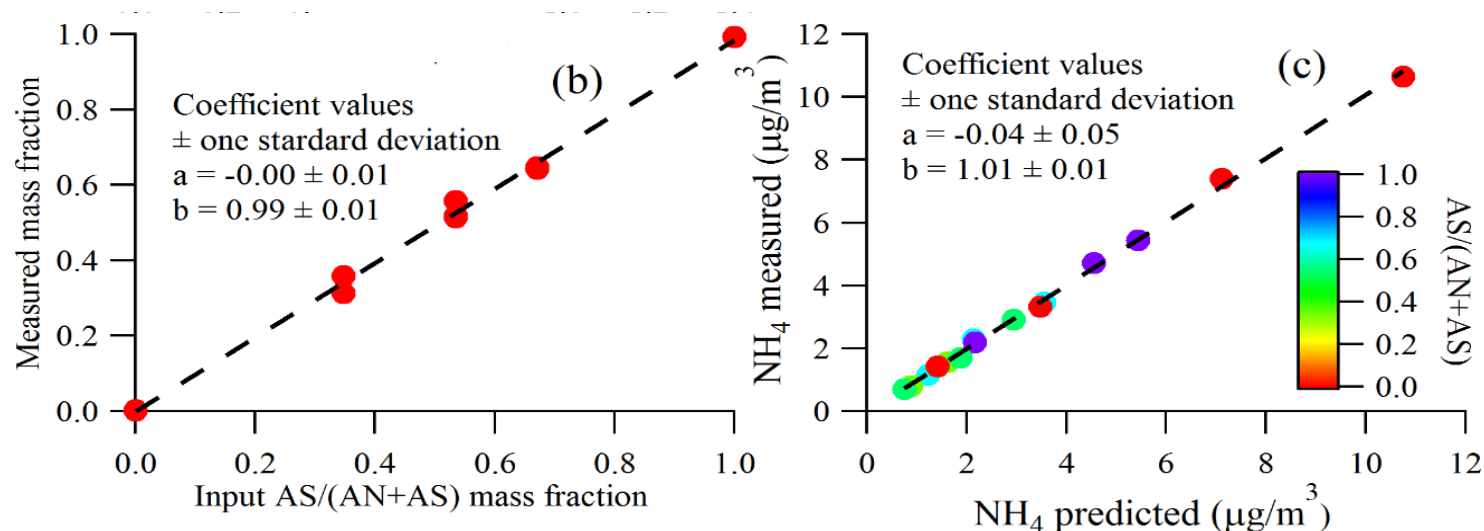 (b)
Coefficient values
± one standard deviation
a = -0.00 ± 0.01
b = 0.99 ± 0.01
Measured mass fraction
1.0
0.8
0.6
0.4
0.2
0.0
0.0 0.2 0.4 0.6 0.8 1.0
Input AS/(AN+AS) mass fraction
(c)
Coefficient values
± one standard deviation
a = -0.04 ± 0.05
b = 1.01 ± 0.01
NH₄ measured (µg/m³)
12
10
8
6
4
2
0
0 2 4 6 8 10 12
NH₄ predicted (µg/m³)
1.0
0.8
0.6
0.4
0.2
0.0
AS/(AN+AS)